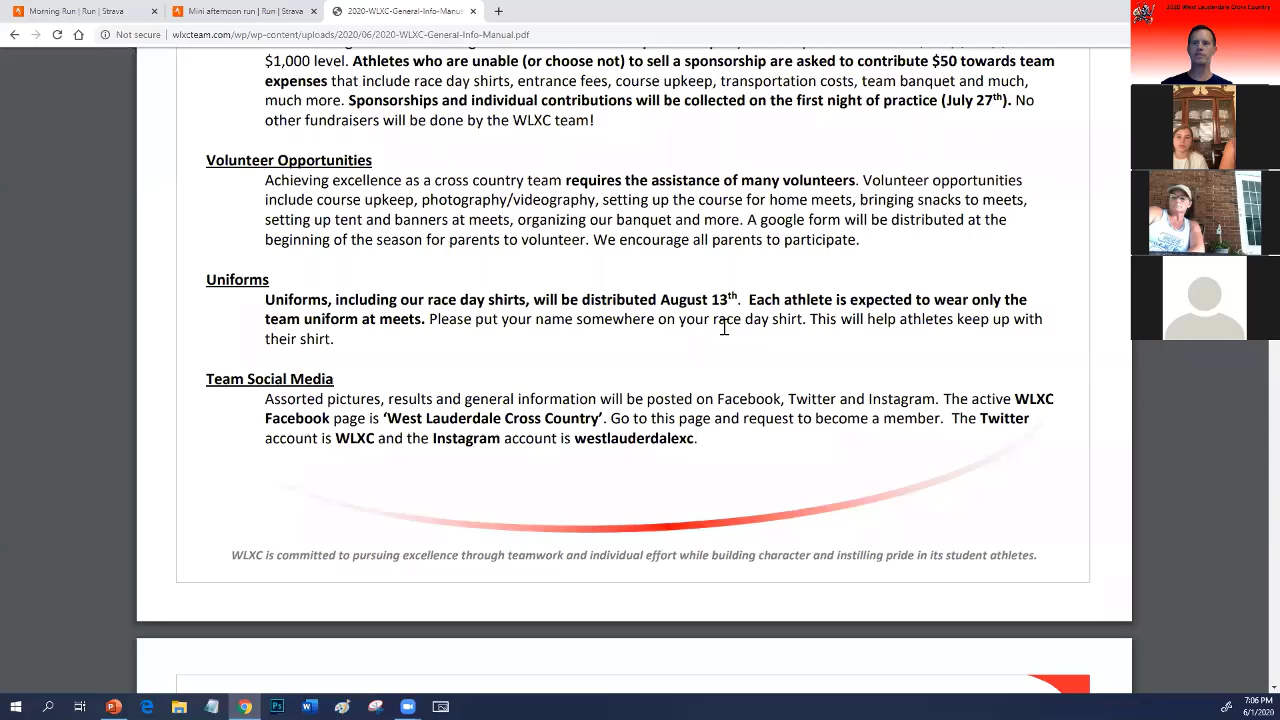 Morning Run | Run | Strava
Mini afternoon run | Run | Strava
2020-WLXC-General-Info-Manual
Not secure
wlxcteam.com/wp/wp-content/uploads/2020/06/2020-WLXC-General-Info-Manual.pdf
2020 West Lauderdale Cross Country
$1,000 level. Athletes who are unable (or choose not) to sell a sponsorship are asked to contribute $50 towards team
expenses that include race day shirts, entrance fees, course upkeep, transportation costs, team banquet and much,
much more. Sponsorships and individual contributions will be collected on the first night of practice (July 27th). No
other fundraisers will be done by the WLXC team!
Volunteer Opportunities
Achieving excellence as a cross country team requires the assistance of many volunteers. Volunteer opportunities
include course upkeep, photography/videography, setting up the course for home meets, bringing snacks to meets,
setting up tent and banners at meets, organizing our banquet and more. A google form will be distributed at the
beginning of the season for parents to volunteer. We encourage all parents to participate.
Uniforms
Uniforms, including our race day shirts, will be distributed August 13th. Each athlete is expected to wear only the
team uniform at meets. Please put your name somewhere on your race day shirt. This will help athletes keep up with
their shirt.
Team Social Media
Assorted pictures, results and general information will be posted on Facebook, Twitter and Instagram. The active WLXC
Facebook page is ‘West Lauderdale Cross Country’. Go to this page and request to become a member. The Twitter
account is WLXC and the Instagram account is westlauderdalexc.
WLXC is committed to pursuing excellence through teamwork and individual effort while building character and instilling pride in its student athletes.
7:06 PM
6/1/2020